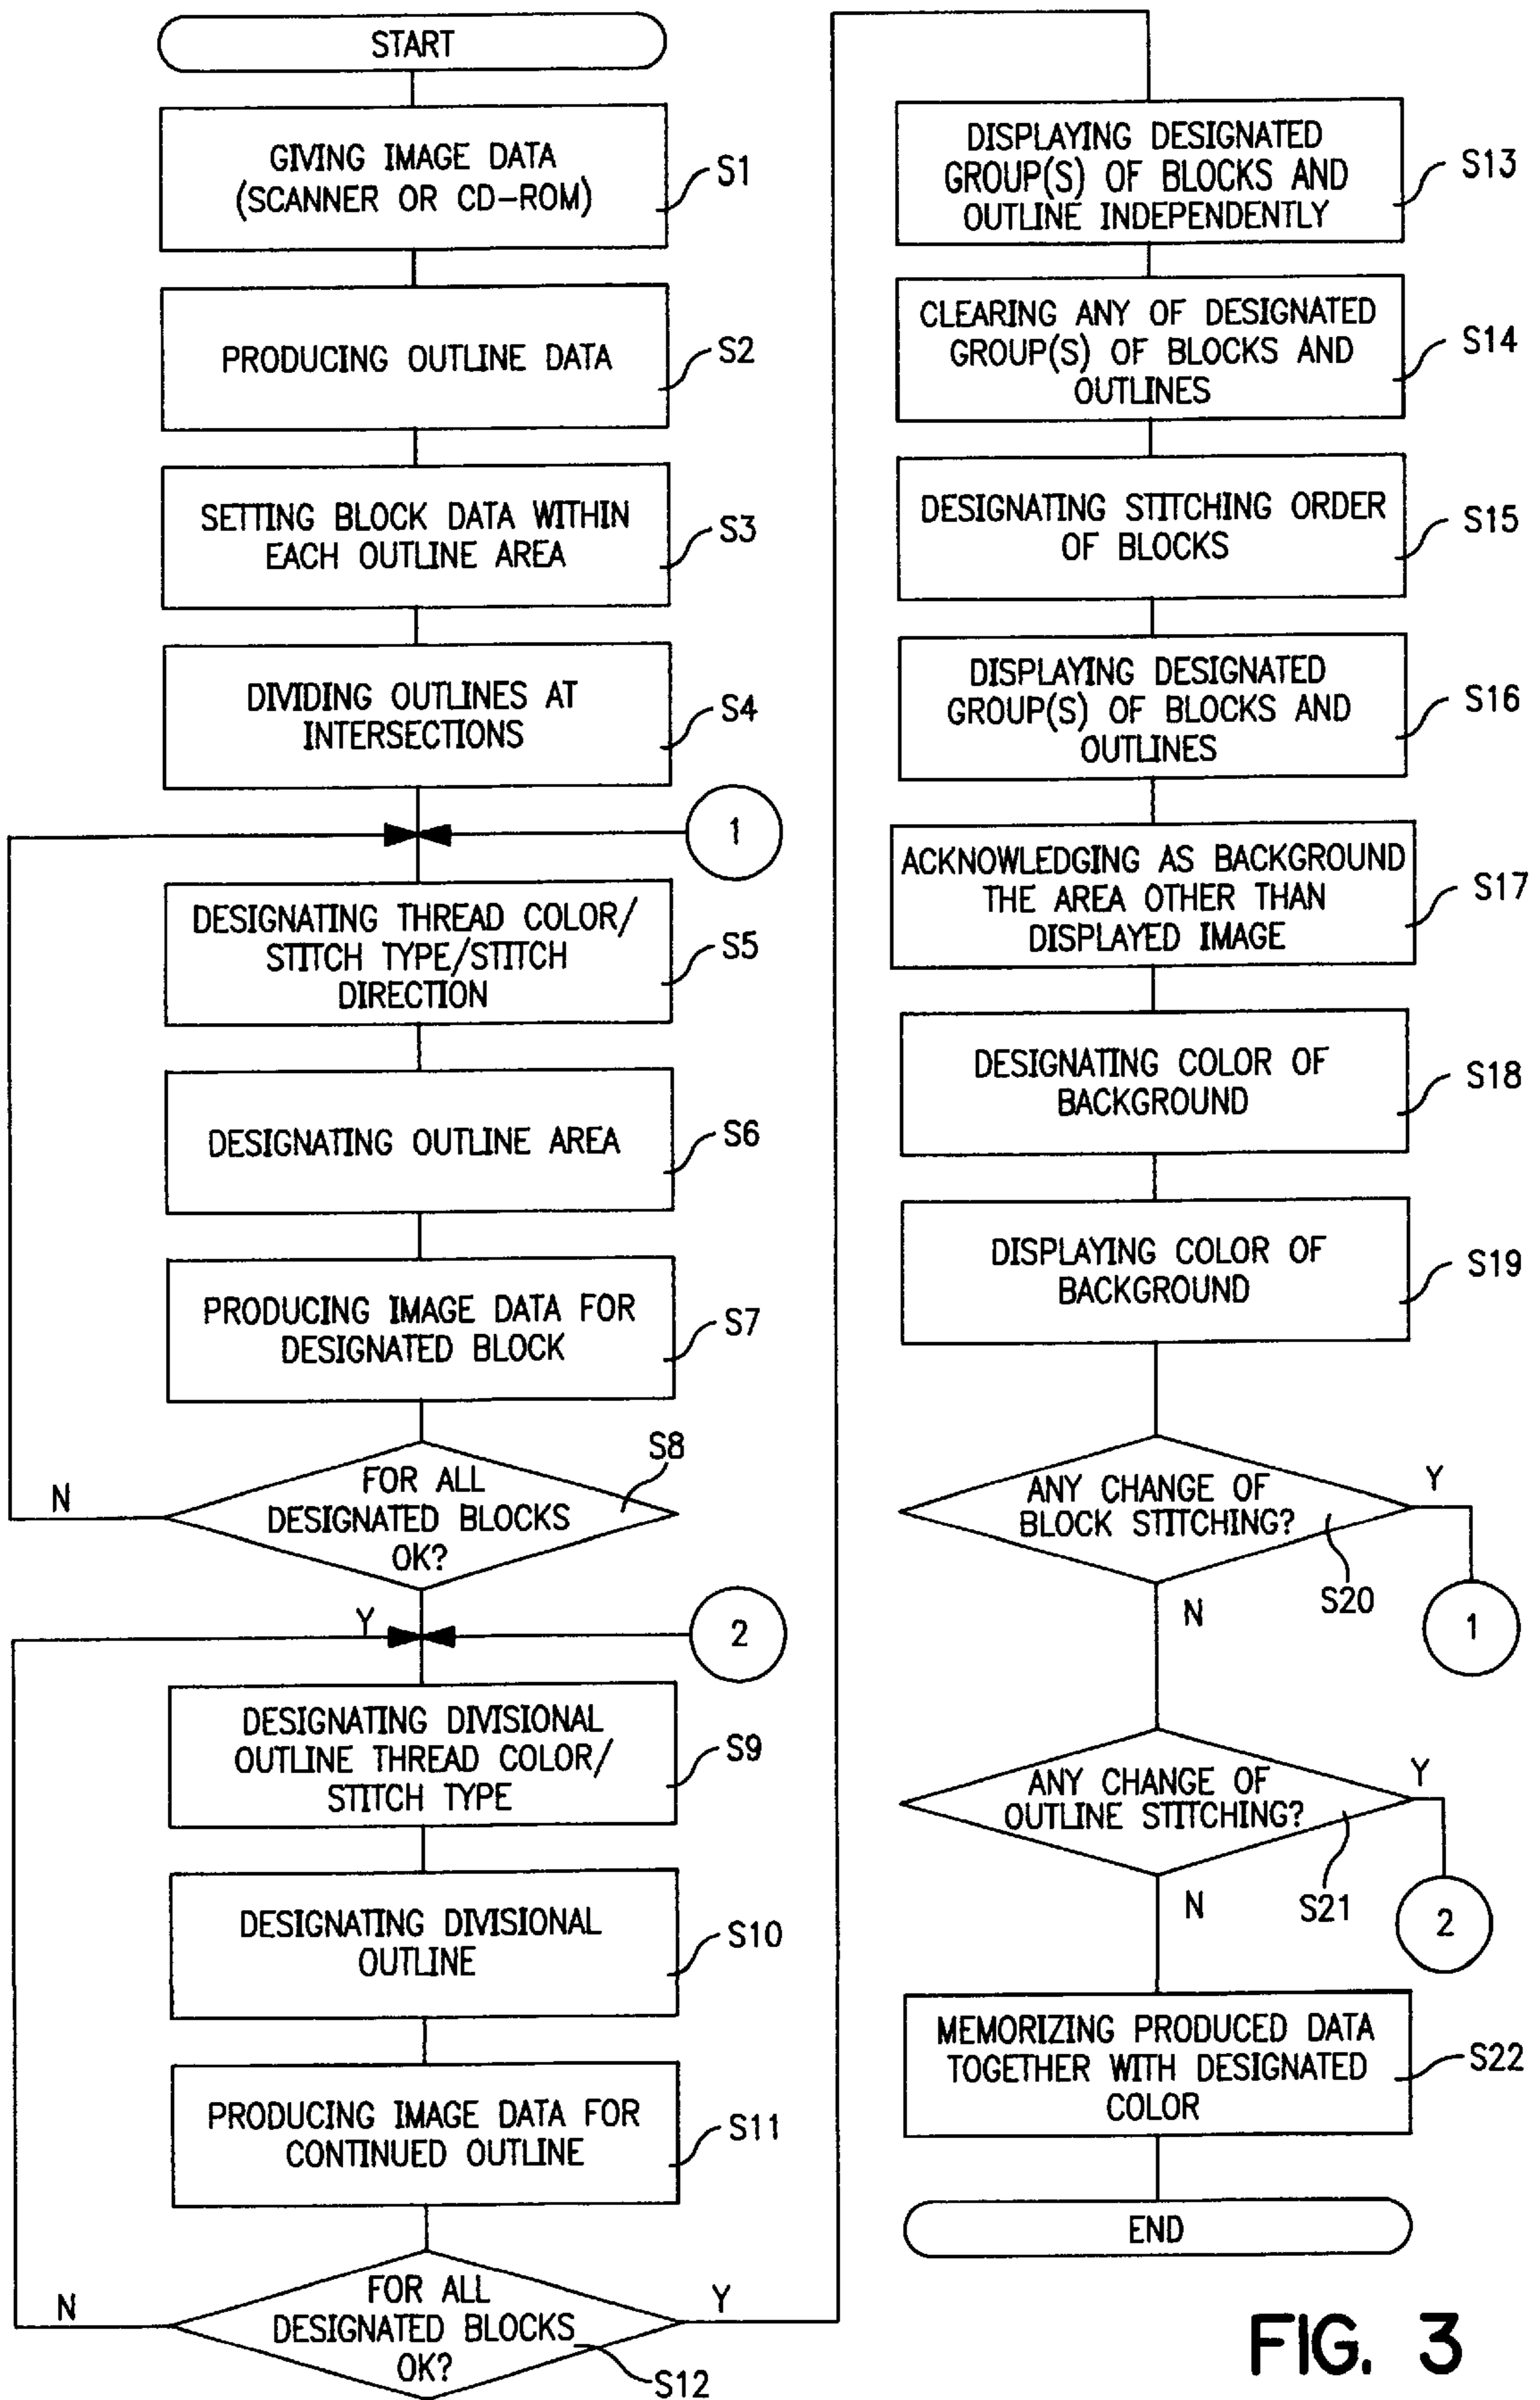 START
GIVING IMAGE DATA
(SCANNER OR CD-ROM)
S1
PRODUCING OUTLINE DATA
S2
SETTING BLOCK DATA WITHIN
EACH OUTLINE AREA
S3
DIVIDING OUTLINES AT
INTERSECTIONS
S4
1
DESIGNATING THREAD COLOR/
STITCH TYPE/STITCH
DIRECTION
S5
DESIGNATING OUTLINE AREA
S6
PRODUCING IMAGE DATA FOR
DESIGNATED BLOCK
S7
FOR ALL
DESIGNATED BLOCKS
OK?
S8
N
Y
2
DESIGNATING DIVISIONAL
OUTLINE THREAD COLOR/
STITCH TYPE
S9
DESIGNATING DIVISIONAL
OUTLINE
S10
PRODUCING IMAGE DATA FOR
CONTINUED OUTLINE
S11
FOR ALL
DESIGNATED BLOCKS
OK?
S12
N
Y
DISPLAYING DESIGNATED
GROUP(S) OF BLOCKS AND
OUTLINE INDEPENDENTLY
S13
CLEARING ANY OF DESIGNATED
GROUP(S) OF BLOCKS AND
OUTLINES
S14
DESIGNATING STITCHING ORDER
OF BLOCKS
S15
DISPLAYING DESIGNATED
GROUP(S) OF BLOCKS AND
OUTLINES
S16
ACKNOWLEDGING AS BACKGROUND
THE AREA OTHER THAN
DISPLAYED IMAGE
S17
DESIGNATING COLOR OF
BACKGROUND
S18
DISPLAYING COLOR OF
BACKGROUND
S19
ANY CHANGE OF
BLOCK STITCHING?
S20
Y
1
N
ANY CHANGE OF
OUTLINE STITCHING?
S21
Y
2
N
MEMORIZING PRODUCED DATA
TOGETHER WITH DESIGNATED
COLOR
S22
END
FIG. 3